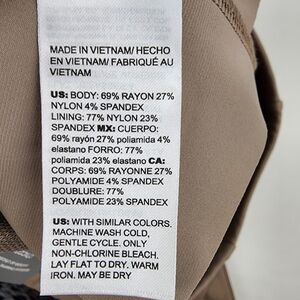 MADE IN VIETNAM/ HECHO
EN VIETNAM/ FABRIQUÉ AU
VIETNAM
US: BODY: 69% RAYON 27%
NYLON 4% SPANDEX
LINING: 77% NYLON 23%
SPANDEX MX: CUERPO:
69% rayón 27% poliamida 4%
elastano FORRO: 77%
poliamida 23% elastano CA:
CORPS: 69% RAYONNE 27%
POLYAMIDE 4% SPANDEX
DOUBLURE: 77%
POLYAMIDE 23% SPANDEX
US: WITH SIMILAR COLORS.
MACHINE WASH COLD,
GENTLE CYCLE. ONLY
NON-CHLORINE BLEACH.
LAY FLAT TO DRY. WARM
IRON. MAY BE DRY